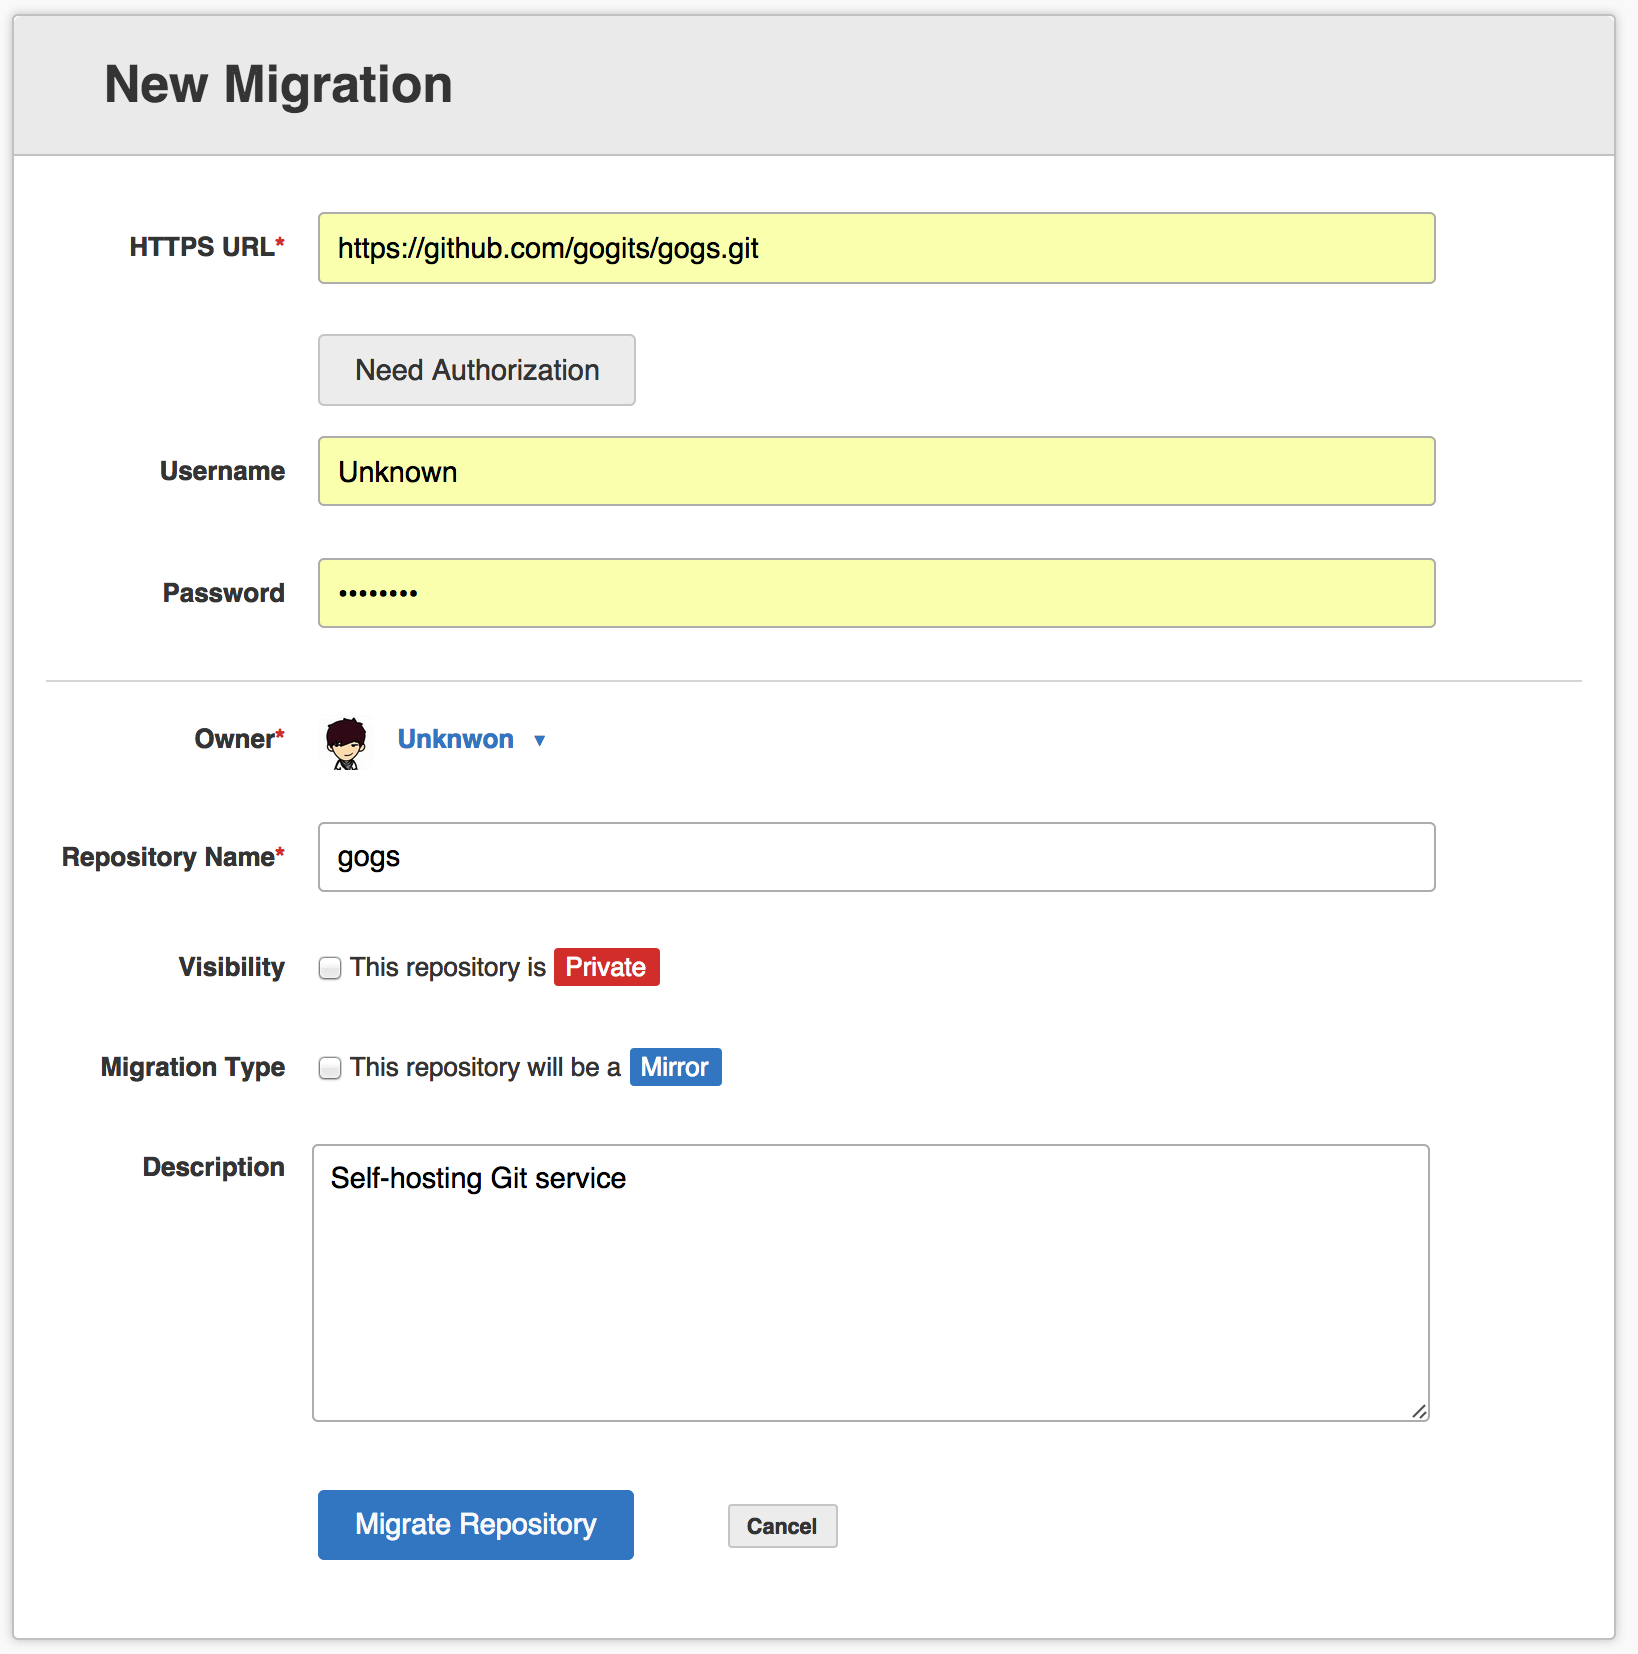 New Migration
HTTPS URL* https://github.com/gogits/gogs.git
Need Authorization
Username Unknown
Password ••••••••
Owner* Unknwon ▼
Repository Name* gogs
Visibility This repository is Private
Migration Type This repository will be a Mirror
Description Self-hosting Git service
Migrate Repository Cancel